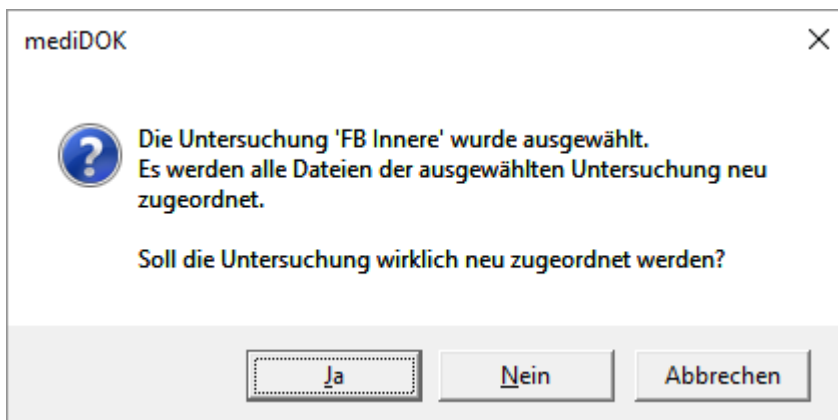 mediDOK
Die Untersuchung 'FB Innere' wurde ausgewählt.
Es werden alle Dateien der ausgewählten Untersuchung neu
zugeordnet.
Soll die Untersuchung wirklich neu zugeordnet werden?
Ja
Nein
Abbrechen